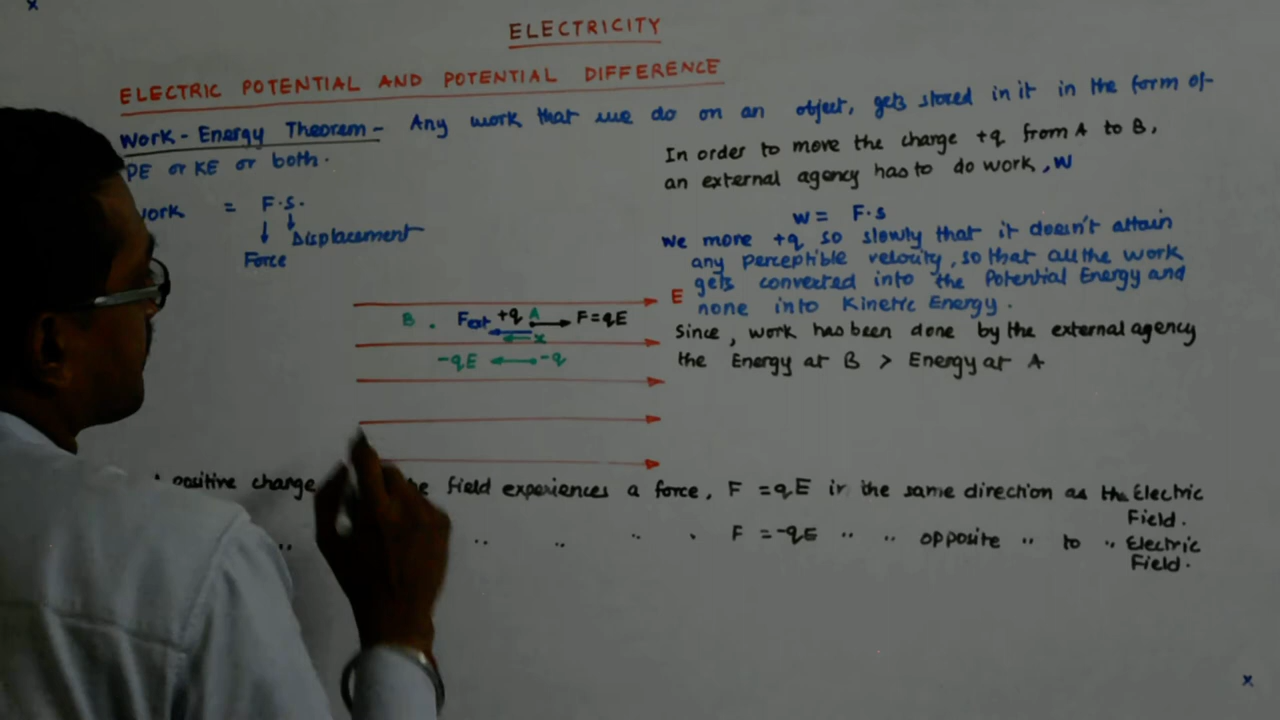 x
ELECTRICITY
ELECTRIC POTENTIAL AND POTENTIAL DIFFERENCE
Work - Energy Theorem - Any work that we do on an object, gets stored in it in the form of
PE or KE or both.
Work = F.s.
Displacement
Force
In order to move the charge +q from A to B,
an external agency has to do work, W
W = F.s
We move +q so slowly that it doesn't attain
any perceptible velocity, so that all the work
gets converted into the Potential Energy and
none into Kinetic Energy.
Since, work has been done by the external agency
the Energy at B > Energy at A
E
B . Fext +q A F = qE
x
-qE -q
positive charge field experiences a force, F = qE in the same direction as the Electric
Field.
" " " " F = -qE " " opposite " to " Electric
Field.
x